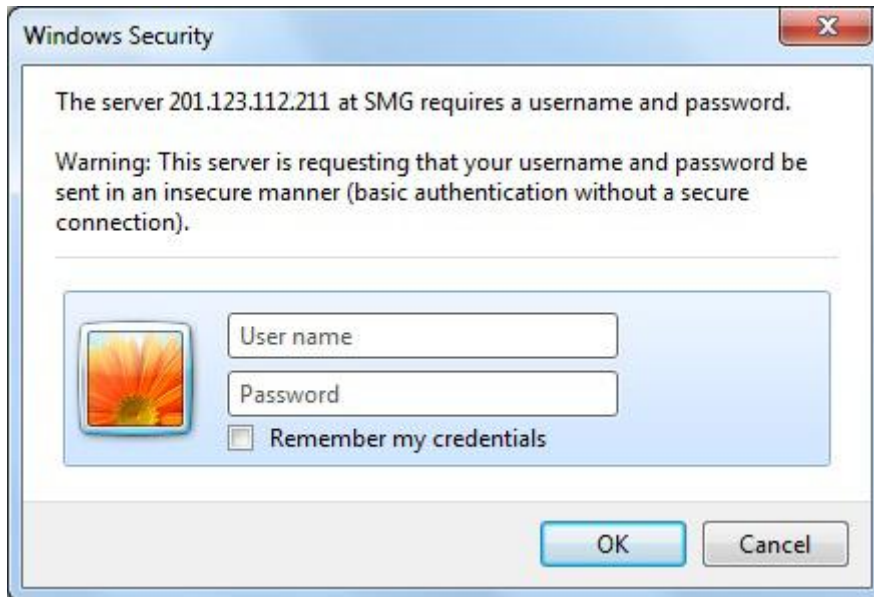 Windows Security
The server 201.123.112.211 at SMG requires a username and password.
Warning: This server is requesting that your username and password be
sent in an insecure manner (basic authentication without a secure
connection).
User name
Password
Remember my credentials
OK
Cancel